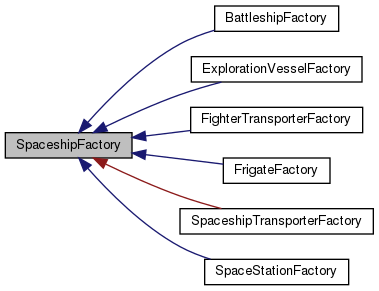 BattleshipFactory
ExplorationVesselFactory
FighterTransporterFactory
SpaceshipFactory
FrigateFactory
SpaceshipTransporterFactory
SpaceStationFactory